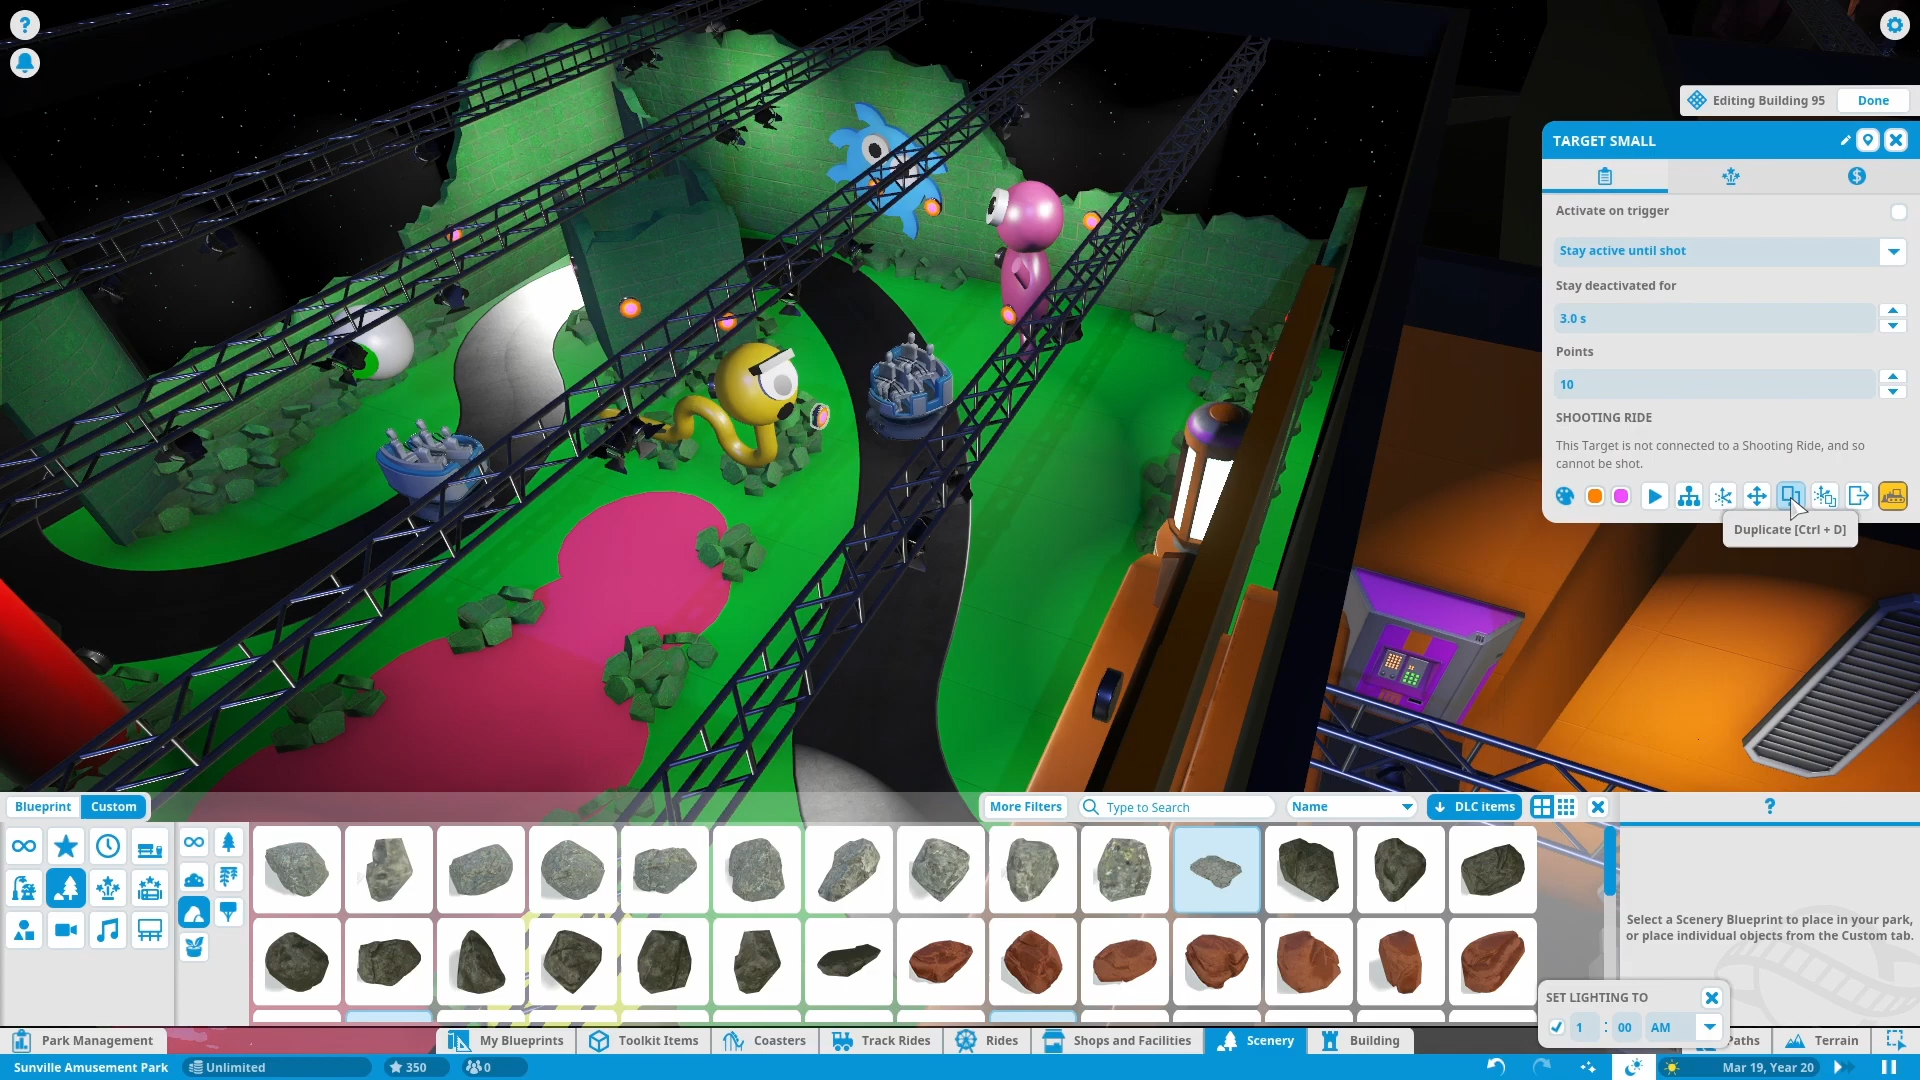 ?
Editing Building 95
Done
TARGET SMALL
$
Activate on trigger
Stay active until shot
Stay deactivated for
3.0 s
Points
10
SHOOTING RIDE
This Target is not connected to a Shooting Ride, and so
cannot be shot.
Duplicate [Ctrl + D]
Blueprint
Custom
More Filters
Type to Search
Name
DLC items
?
Select a Scenery Blueprint to place in your park,
or place individual objects from the Custom tab.
SET LIGHTING TO
1 : 00 AM
Park Management
My Blueprints
Toolkit Items
Coasters
Track Rides
Rides
Shops and Facilities
Scenery
Building
Paths
Terrain
Sunville Amusement Park
Unlimited
350
0
Mar 19, Year 20